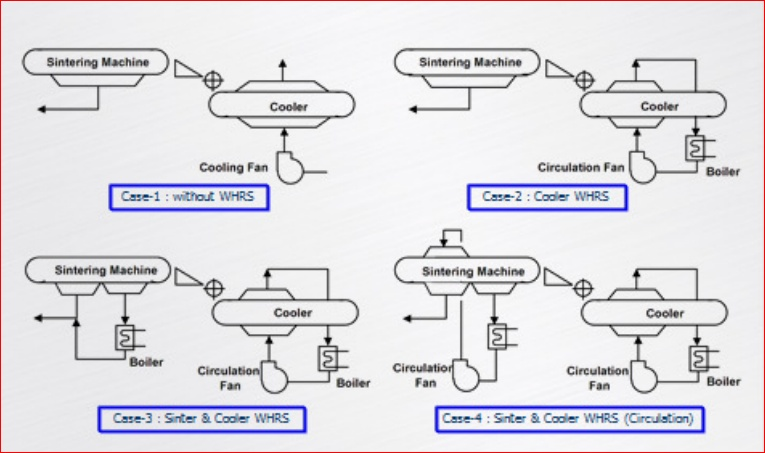 Sintering Machine
Cooler
Cooling Fan
Case-1 : without WHRS
Sintering Machine
Cooler
Circulation Fan
Boiler
Case-2 : Cooler WHRS
Sintering Machine
Boiler
Cooler
Circulation
Fan
Boiler
Case-3 : Sinter & Cooler WHRS
Sintering Machine
Circulation
Fan
Cooler
Circulation
Fan
Boiler
Case-4 : Sinter & Cooler WHRS (Circulation)